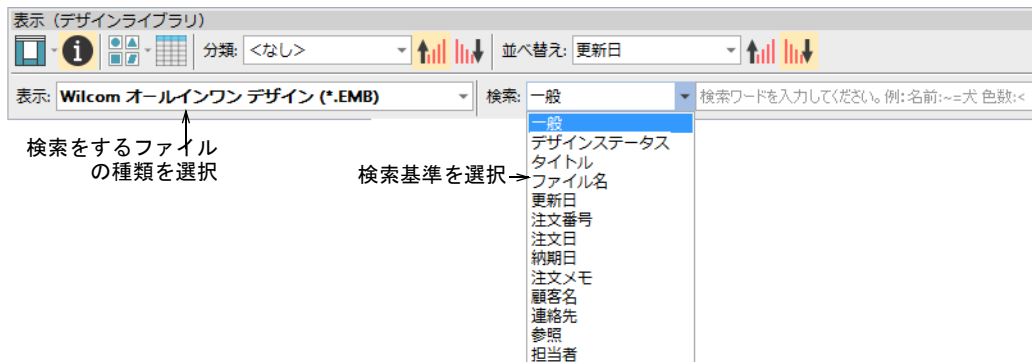 表示（デザインライブラリ）
分類: <なし> 並べ替え: 更新日
表示: Wilcom オールインワン デザイン (*.EMB) 検索: 一般 検索ワードを入力してください。例: 名前:~=犬 色数:<
検索をするファイル
の種類を選択
検索基準を選択
一般
デザインステータス
タイトル
ファイル名
更新日
注文番号
注文日
納期日
注文メモ
顧客名
連絡先
参照
担当者